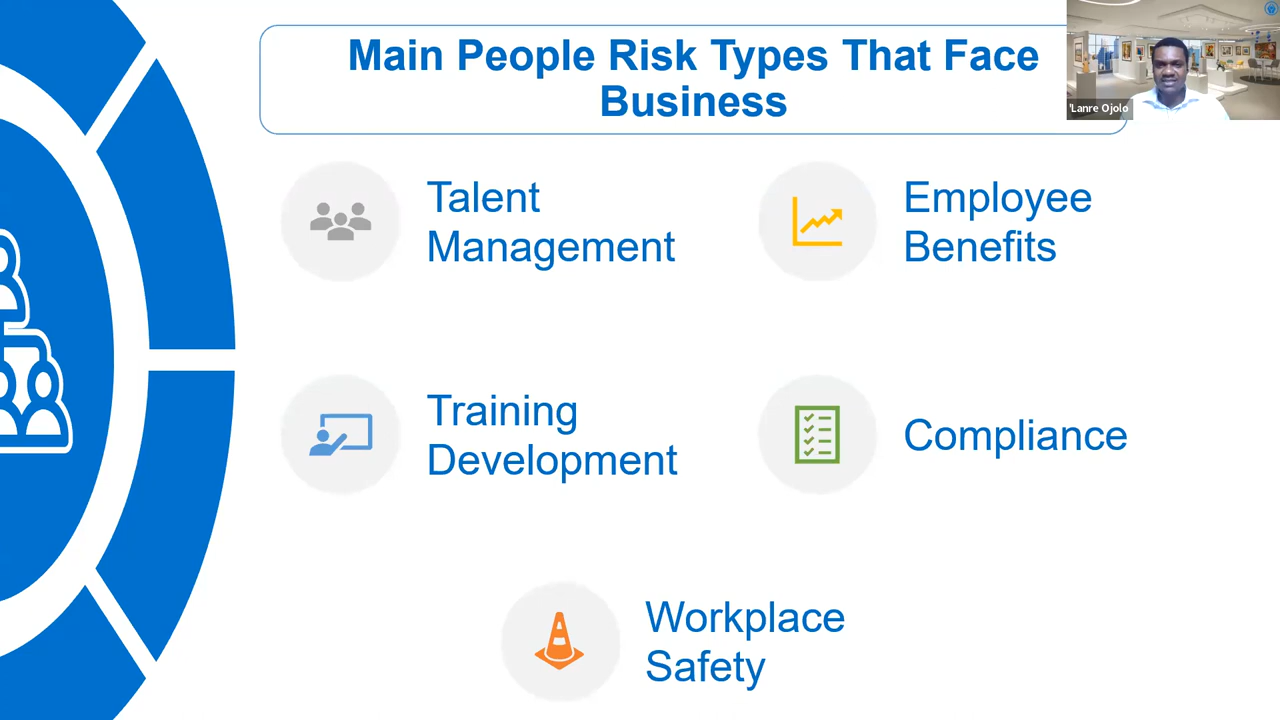 Main People Risk Types That Face
Business
'Lanre Ojolo
Talent
Management
Employee
Benefits
Training
Development
Compliance
Workplace
Safety